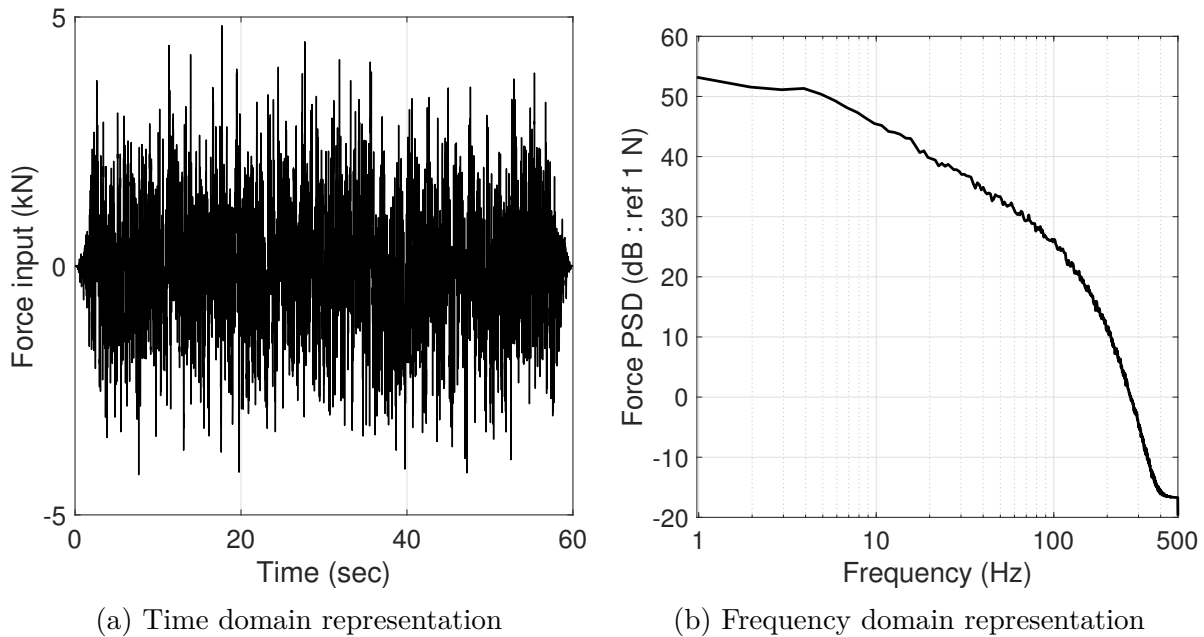 5
0
-5
Force input (kN)
0 20 40 60
Time (sec)
(a) Time domain representation
60
50
40
30
20
10
0
-10
-20
Force PSD (dB : ref 1 N)
1 10 100 500
Frequency (Hz)
(b) Frequency domain representation